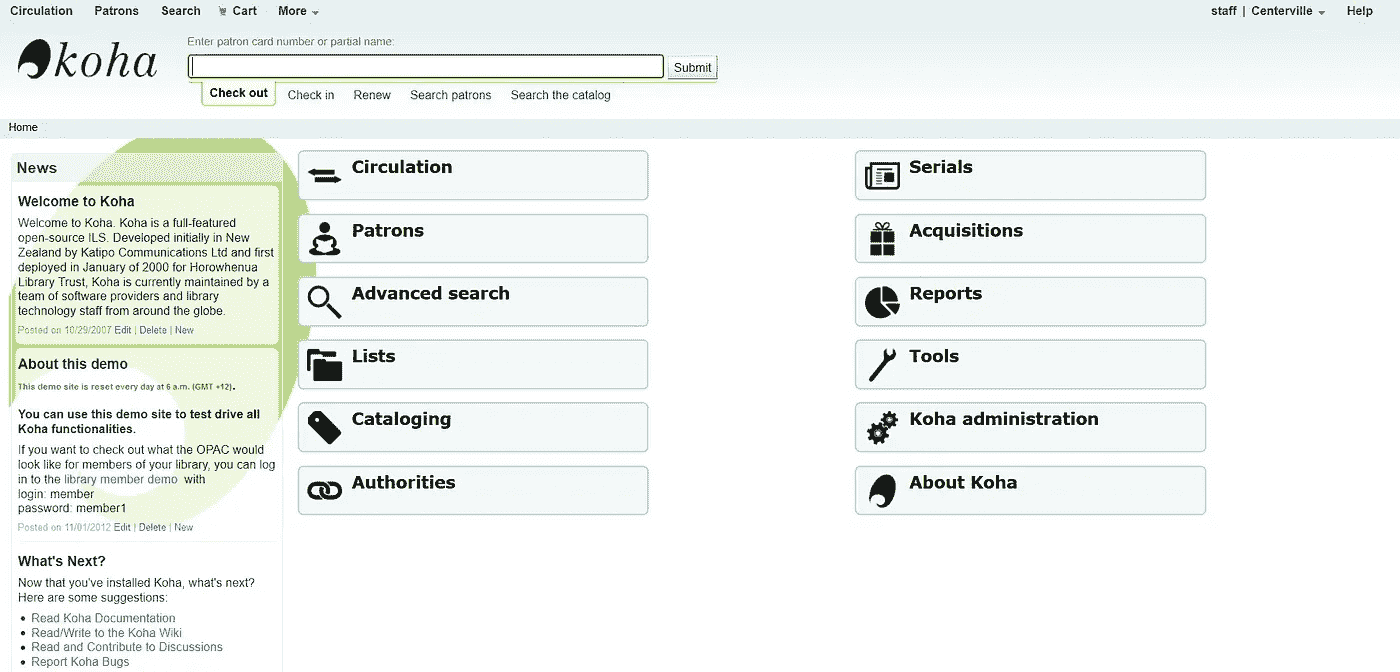 Circulation Patrons Search Cart More staff | Centerville Help
koha
Enter patron card number or partial name:
Submit
Check out Check in Renew Search patrons Search the catalog
Home
News
Welcome to Koha
Welcome to Koha. Koha is a full-featured
open-source ILS. Developed initially in New
Zealand by Katipo Communications Ltd and first
deployed in January of 2000 for Horowhenua
Library Trust, Koha is currently maintained by a
team of software providers and library
technology staff from around the globe.
Posted on 10/29/2007 Edit | Delete | New
About this demo
This demo site is reset every day at 6 a.m. (GMT +12).
You can use this demo site to test drive all
Koha functionalities.
If you want to check out what the OPAC would
look like for members of your library, you can log
in to the library member demo with
login: member
password: member1
Posted on 11/01/2012 Edit | Delete | New
What's Next?
Now that you've installed Koha, what's next?
Here are some suggestions:
Read Koha Documentation
Read/Write to the Koha Wiki
Read and Contribute to Discussions
Report Koha Bugs
Circulation
Patrons
Advanced search
Lists
Cataloging
Authorities
Serials
Acquisitions
Reports
Tools
Koha administration
About Koha